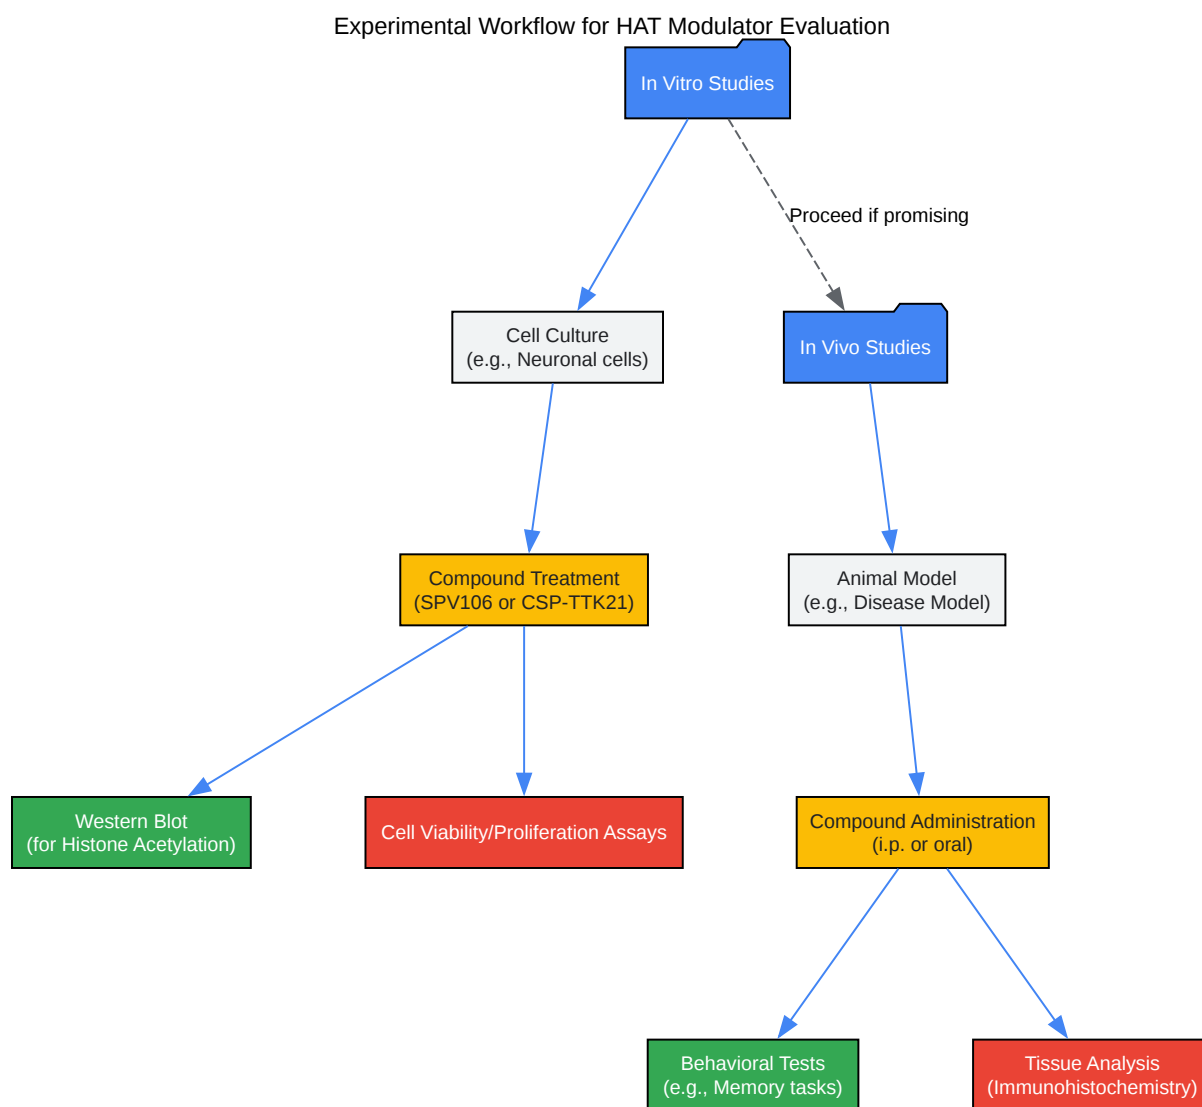 Experimental Workflow for HAT Modulator Evaluation
In Vitro Studies
Proceed if promising
Cell Culture
(e.g., Neuronal cells)
In Vivo Studies
Compound Treatment
(SPV106 or CSP-TTK21)
Animal Model
(e.g., Disease Model)
Western Blot
(for Histone Acetylation)
Cell Viability/Proliferation Assays
Compound Administration
(i.p. or oral)
Behavioral Tests
(e.g., Memory tasks)
Tissue Analysis
(Immunohistochemistry)